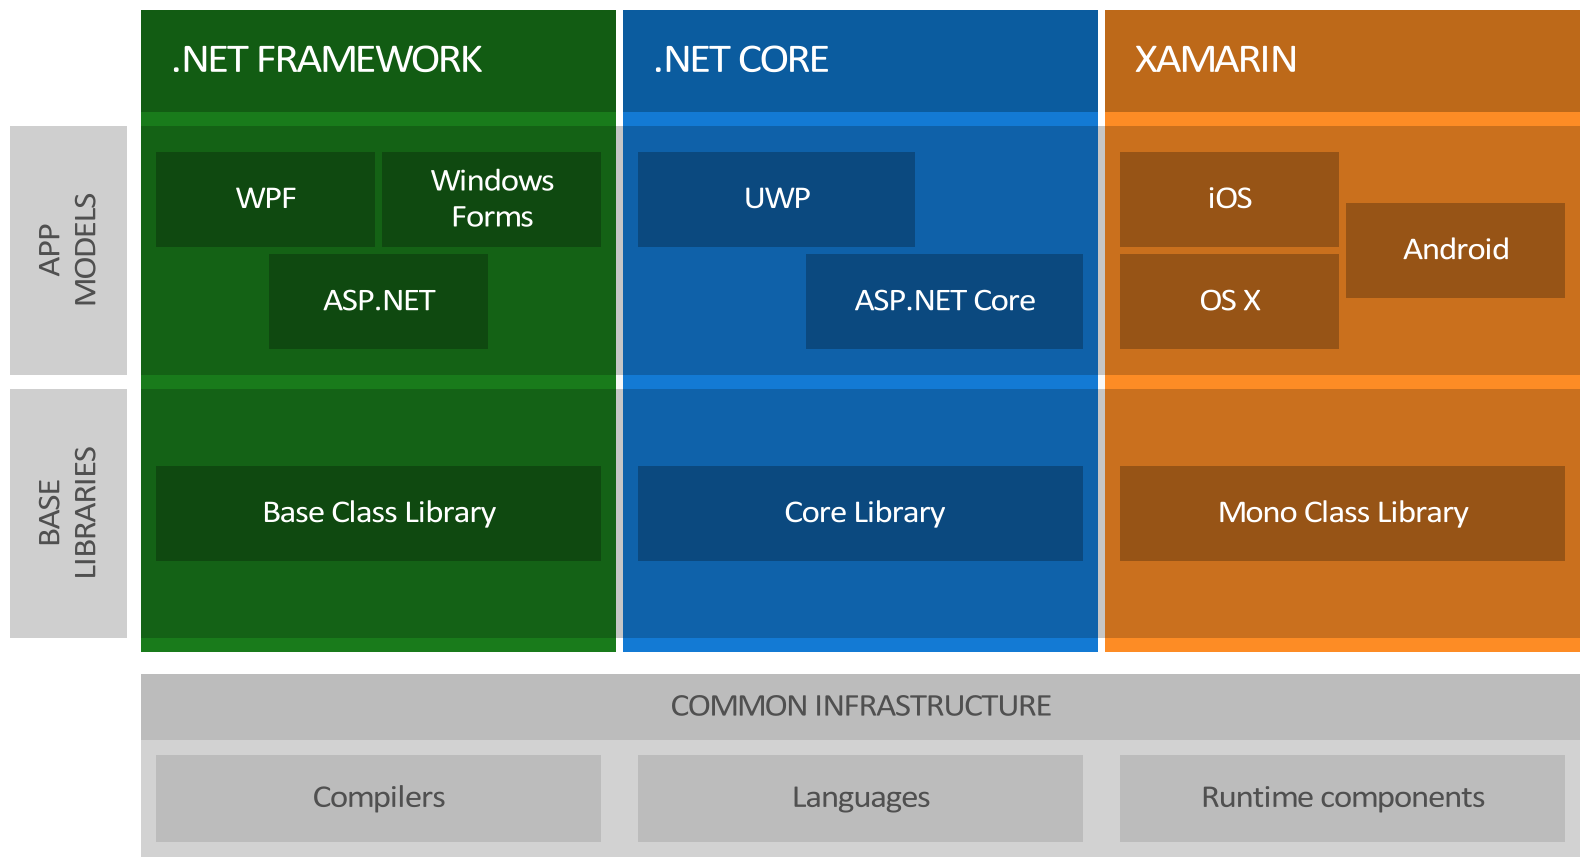 .NET FRAMEWORK
.NET CORE
XAMARIN
APP
MODELS
WPF
Windows
Forms
ASP.NET
UWP
ASP.NET Core
iOS
Android
OS X
BASE
LIBRARIES
Base Class Library
Core Library
Mono Class Library
COMMON INFRASTRUCTURE
Compilers
Languages
Runtime components